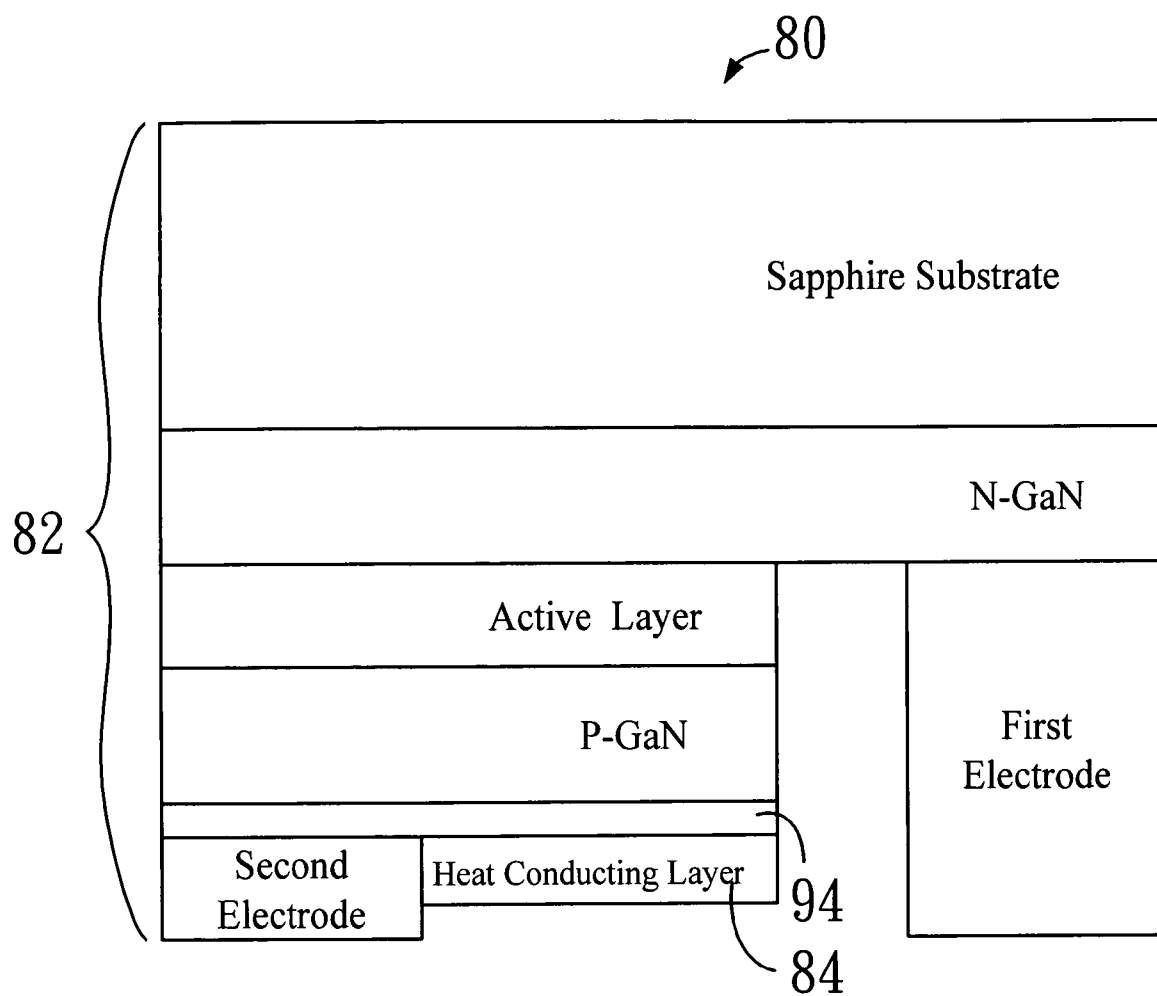 80
Sapphire Substrate
N-GaN
82
Active Layer
P-GaN
First
Electrode
Second
Electrode
Heat Conducting Layer
94
84